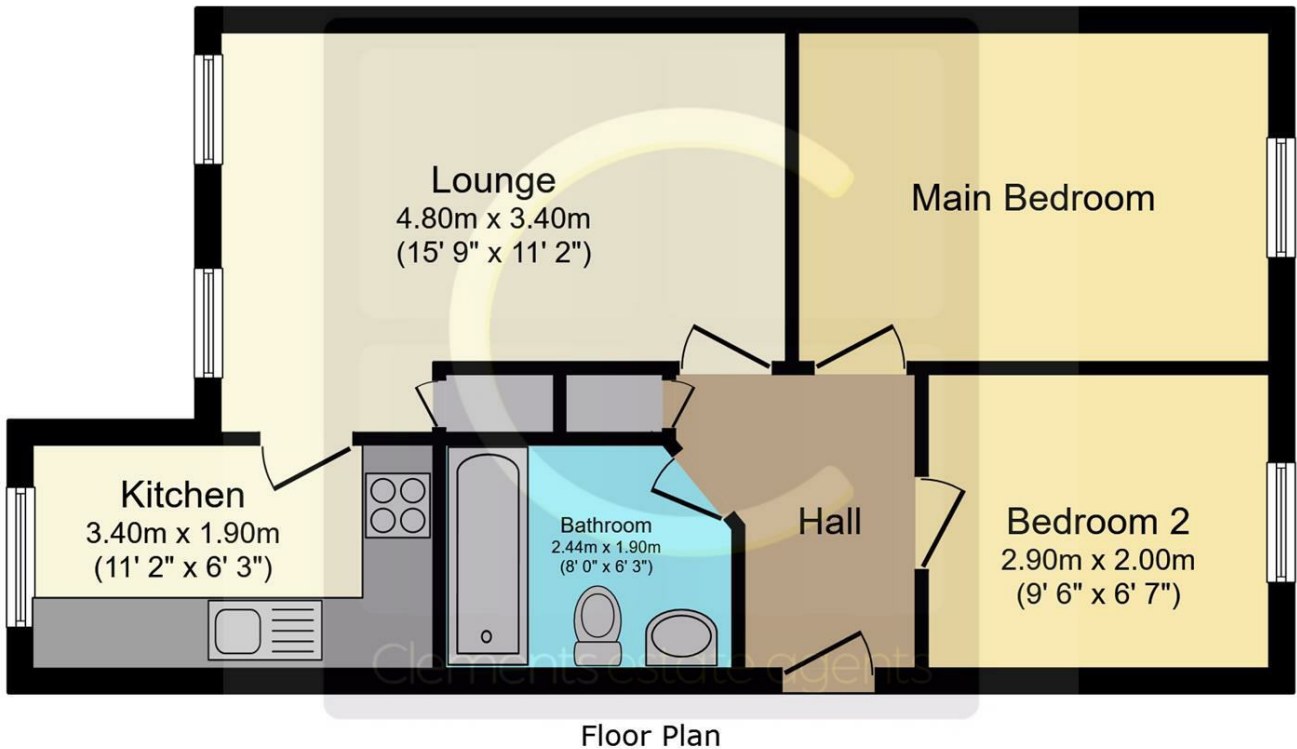 Lounge
4.80m x 3.40m
(15' 9" x 11' 2")
Main Bedroom
Kitchen
3.40m x 1.90m
(11' 2" x 6' 3")
Bathroom
2.44m x 1.90m
(8' 0" x 6' 3")
Hall
Bedroom 2
2.90m x 2.00m
(9' 6" x 6' 7")
Clements estate agents
Floor Plan